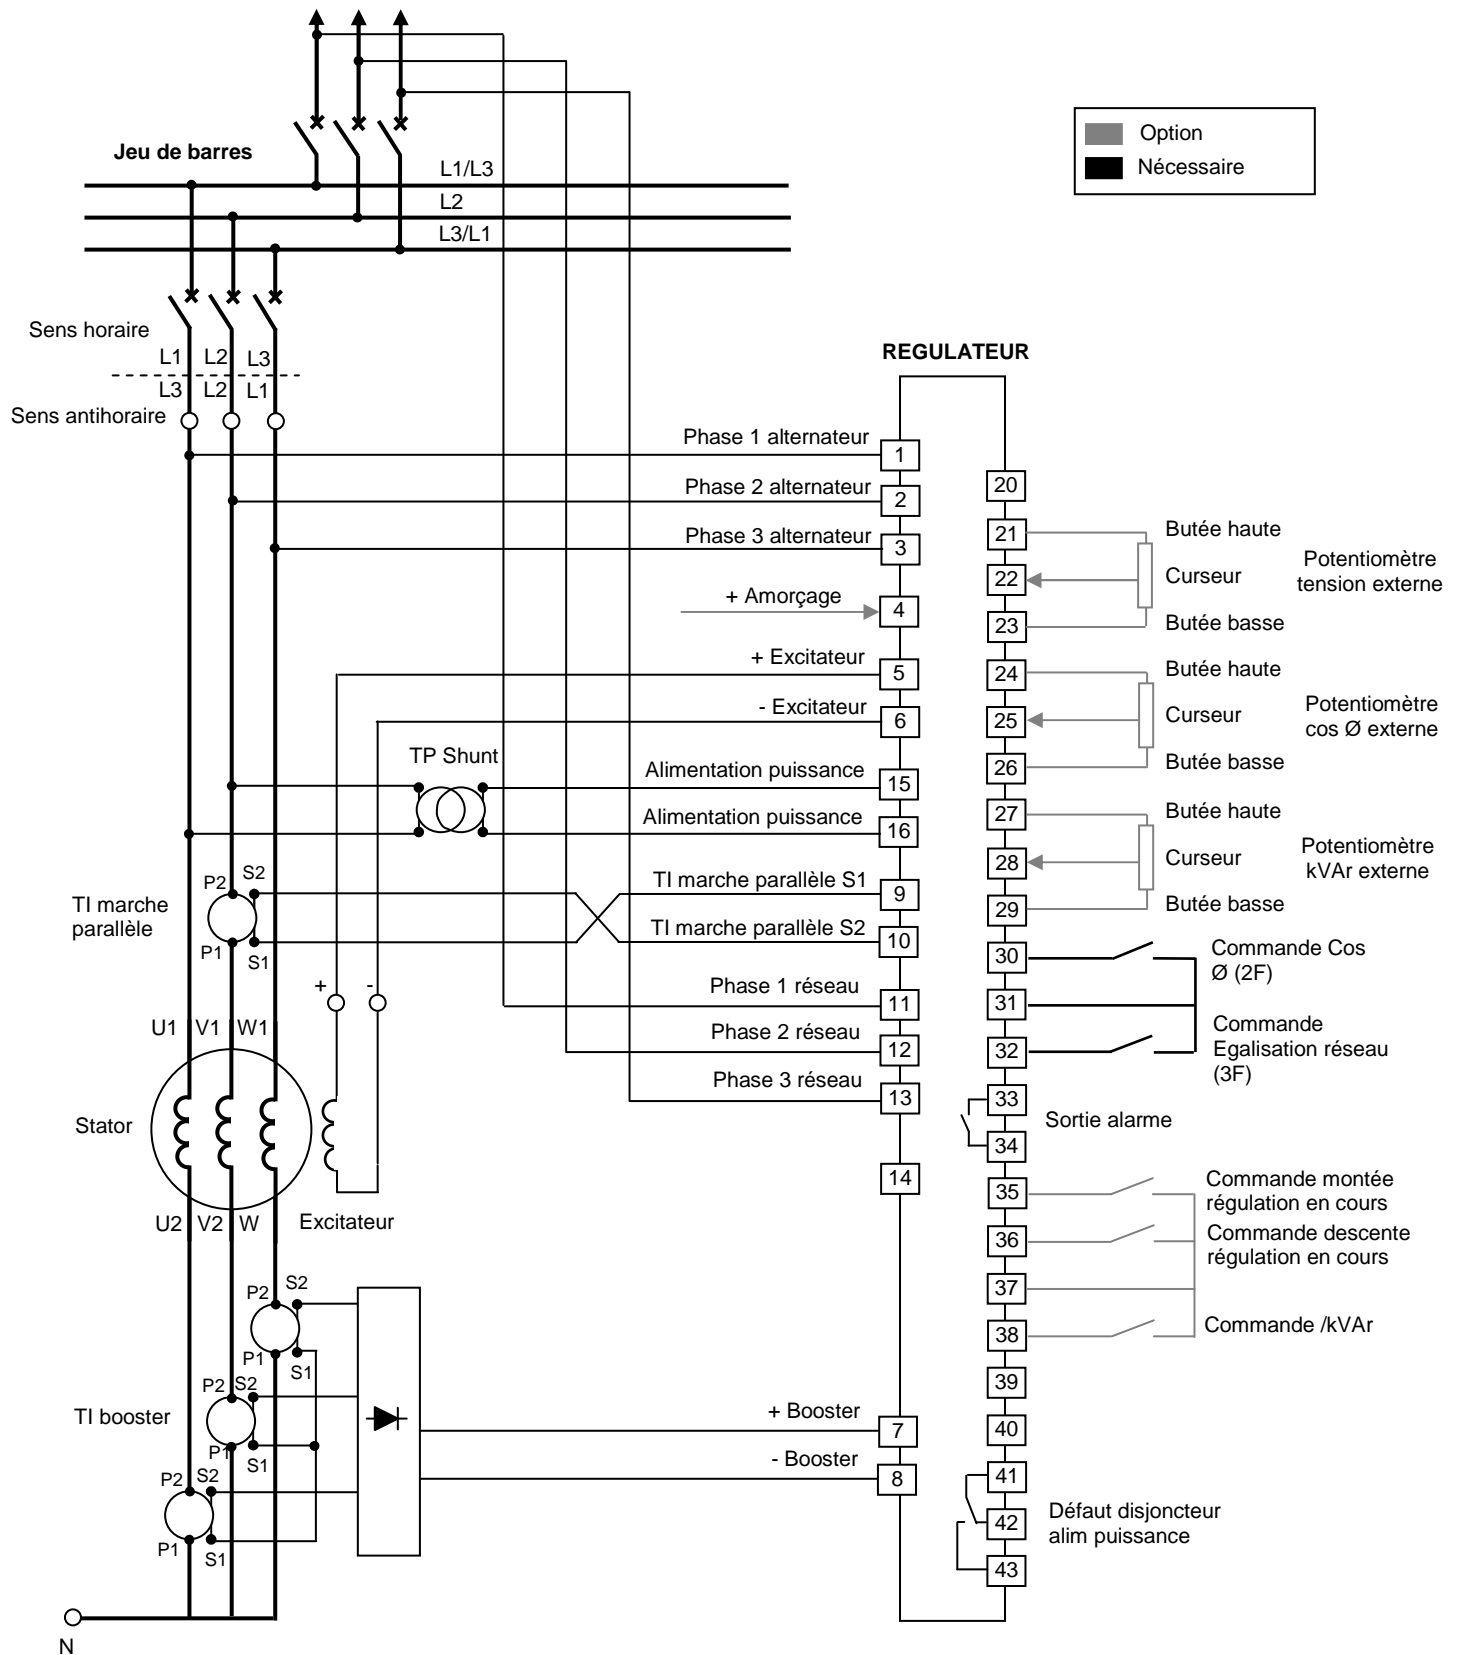 Option
Nécessaire
Jeu de barres
L1/L3
L2
L3/L1
Sens horaire
L1
L2
L3
L3
L2
L1
Sens antihoraire
REGULATEUR
Phase 1 alternateur
1
Phase 2 alternateur
2
Phase 3 alternateur
3
+ Amorçage
4
+ Excitateur
5
- Excitateur
6
TP Shunt
Alimentation puissance
15
Alimentation puissance
16
TI marche
parallèle
P2
S2
P1
S1
TI marche parallèle S1
9
TI marche parallèle S2
10
+
-
Phase 1 réseau
11
Phase 2 réseau
12
Phase 3 réseau
13
14
U1
V1
W1
Stator
U2
V2
W
Excitateur
P2
S2
P1
S1
TI booster
P2
S2
P1
S1
P2
S2
P1
S1
+ Booster
7
- Booster
8
N
20
21
Butée haute
22
Curseur
23
Butée basse
Potentiomètre
tension externe
24
Butée haute
25
Curseur
26
Butée basse
Potentiomètre
cos Ø externe
27
Butée haute
28
Curseur
29
Butée basse
Potentiomètre
kVAr externe
30
Commande Cos
Ø (2F)
31
32
Commande
Egalisation réseau
(3F)
33
34
Sortie alarme
35
Commande montée
régulation en cours
36
Commande descente
régulation en cours
37
38
Commande /kVAr
39
40
41
42
43
Défaut disjoncteur
alim puissance